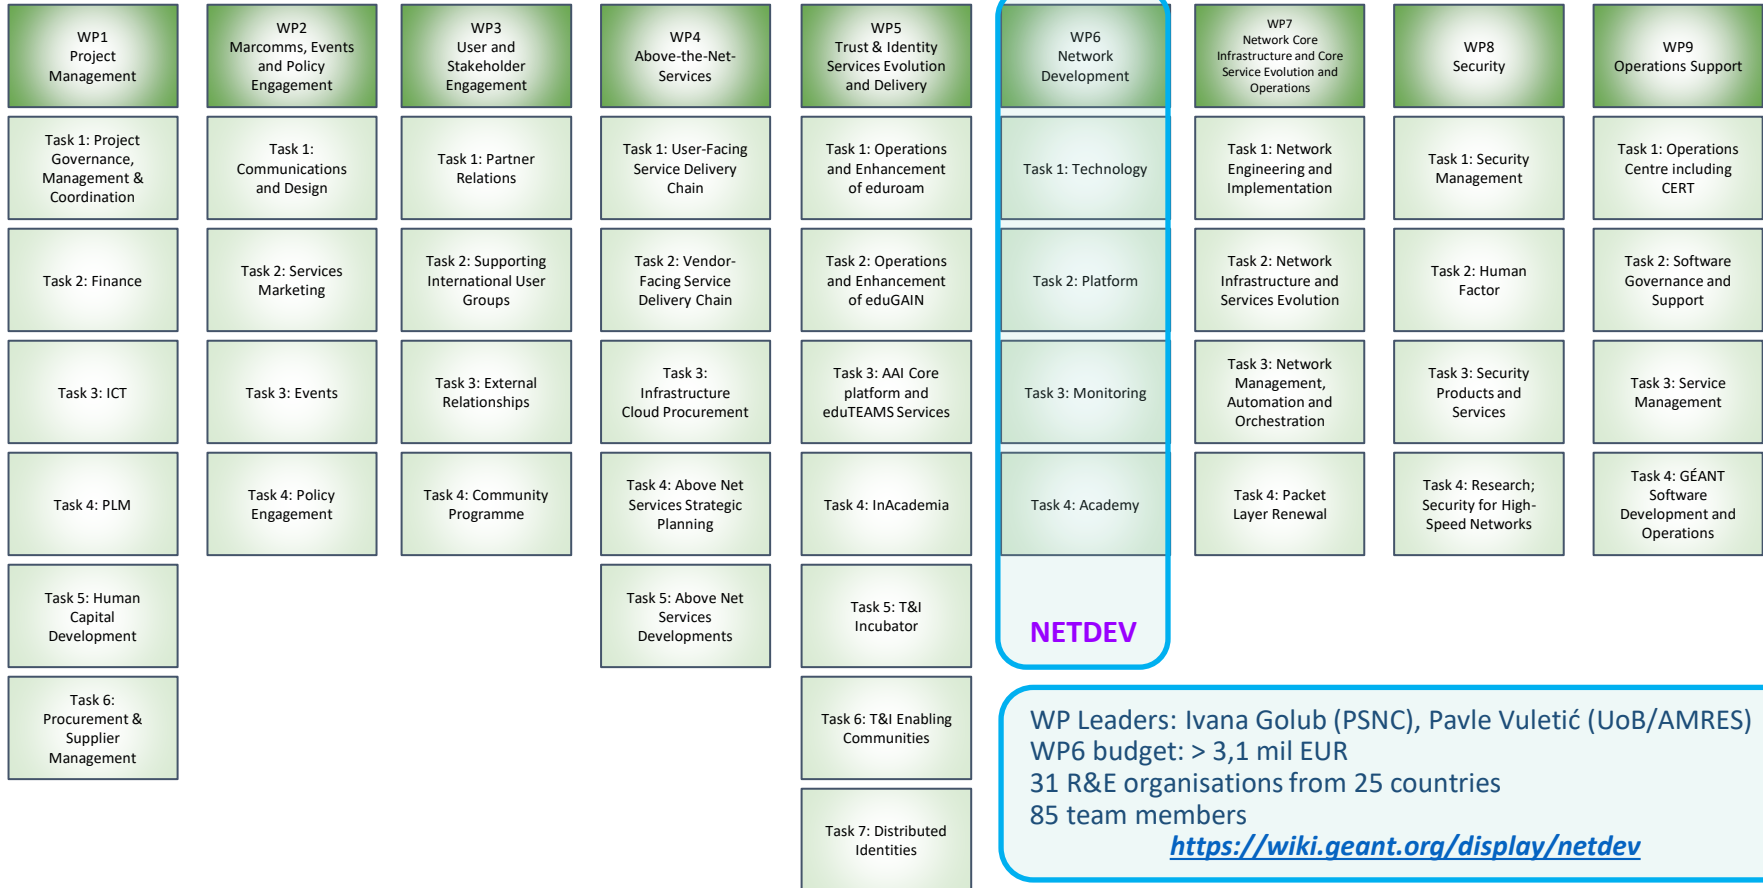 WP1
Project
Management
Task 1: Project
Governance,
Management &
Coordination
Task 2: Finance
Task 3: ICT
Task 4: PLM
Task 5: Human
Capital
Development
Task 6:
Procurement &
Supplier
Management
WP2
Marcomms, Events
and Policy
Engagement
Task 1:
Communications
and Design
Task 2: Services
Marketing
Task 3: Events
Task 4: Policy
Engagement
WP3
User and
Stakeholder
Engagement
Task 1: Partner
Relations
Task 2: Supporting
International User
Groups
Task 3: External
Relationships
Task 4: Community
Programme
WP4
Above-the-Net-
Services
Task 1: User-Facing
Service Delivery
Chain
Task 2: Vendor-
Facing Service
Delivery Chain
Task 3:
Infrastructure
Cloud Procurement
Task 4: Above Net
Services Strategic
Planning
Task 5: Above Net
Services
Developments
WP5
Trust & Identity
Services Evolution
and Delivery
Task 1: Operations
and Enhancement
of eduroam
Task 2: Operations
and Enhancement
of eduGAIN
Task 3: AAI Core
platform and
eduTEAMS Services
Task 4: InAcademia
Task 5: T&I
Incubator
Task 6: T&I Enabling
Communities
Task 7: Distributed
Identities
WP6
Network
Development
Task 1: Technology
Task 2: Platform
Task 3: Monitoring
Task 4: Academy
NETDEV
WP7
Network Core
Infrastructure and Core
Service Evolution and
Operations
Task 1: Network
Engineering and
Implementation
Task 2: Network
Infrastructure and
Services Evolution
Task 3: Network
Management,
Automation and
Orchestration
Task 4: Packet
Layer Renewal
WP8
Security
Task 1: Security
Management
Task 2: Human
Factor
Task 3: Security
Products and
Services
Task 4: Research;
Security for High-
Speed Networks
WP9
Operations Support
Task 1: Operations
Centre including
CERT
Task 2: Software
Governance and
Support
Task 3: Service
Management
Task 4: GÉANT
Software
Development and
Operations
WP Leaders: Ivana Golub (PSNC), Pavle Vuletić (UoB/AMRES)
WP6 budget: > 3,1 mil EUR
31 R&E organisations from 25 countries
85 team members
https://wiki.geant.org/display/netdev